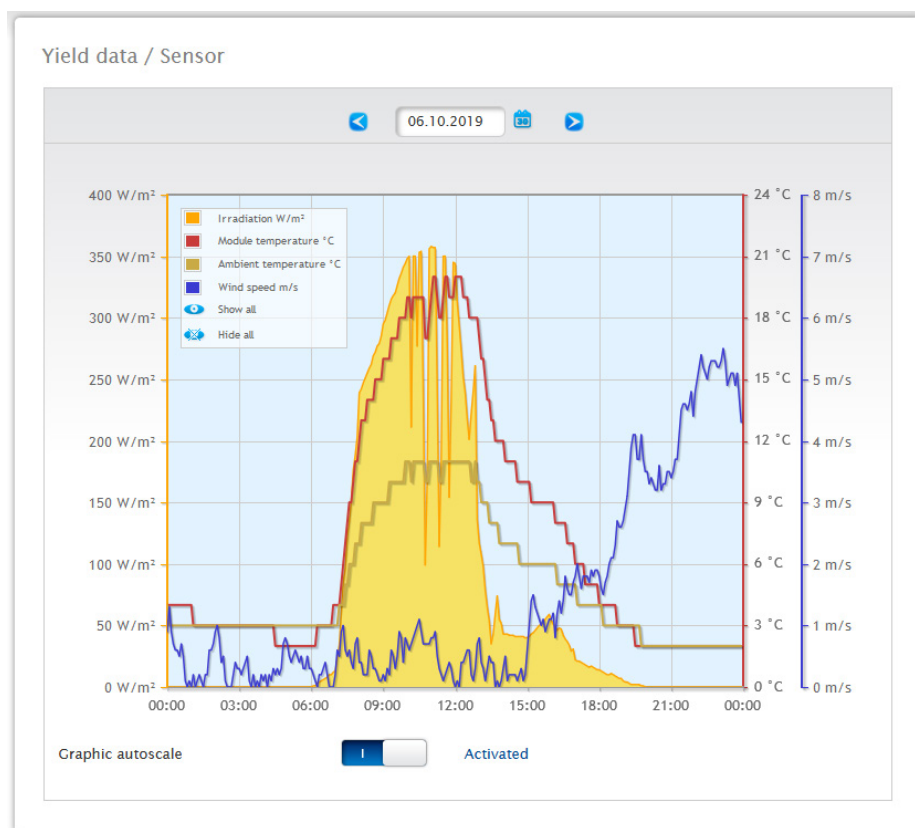 Yield data / Sensor
06.10.2019
30
400 W/m² 24 °C 8 m/s
Irradiation W/m²
Module temperature °C
350 W/m² 21 °C 7 m/s
Ambient temperature °C
Wind speed m/s
Show all
300 W/m² 18 °C 6 m/s
Hide all
250 W/m² 15 °C 5 m/s
200 W/m² 12 °C 4 m/s
150 W/m² 9 °C 3 m/s
100 W/m² 6 °C 2 m/s
50 W/m² 3 °C 1 m/s
0 W/m² 0 °C 0 m/s
00:00 03:00 06:00 09:00 12:00 15:00 18:00 21:00 00:00
Graphic autoscale I Activated